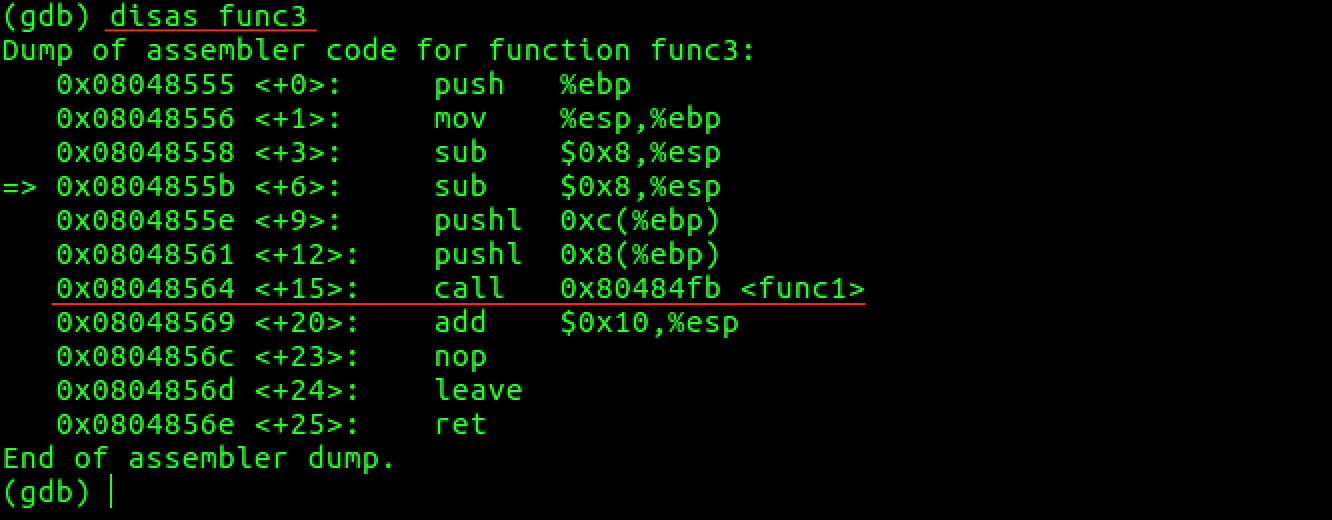 (gdb) disas func3
Dump of assembler code for function func3:
   0x08048555 <+0>:     push   %ebp
   0x08048556 <+1>:     mov    %esp,%ebp
   0x08048558 <+3>:     sub    $0x8,%esp
=> 0x0804855b <+6>:     sub    $0x8,%esp
   0x0804855e <+9>:     pushl  0xc(%ebp)
   0x08048561 <+12>:    pushl  0x8(%ebp)
   0x08048564 <+15>:    call   0x80484fb <func1>
   0x08048569 <+20>:    add    $0x10,%esp
   0x0804856c <+23>:    nop
   0x0804856d <+24>:    leave
   0x0804856e <+25>:    ret
End of assembler dump.
(gdb)